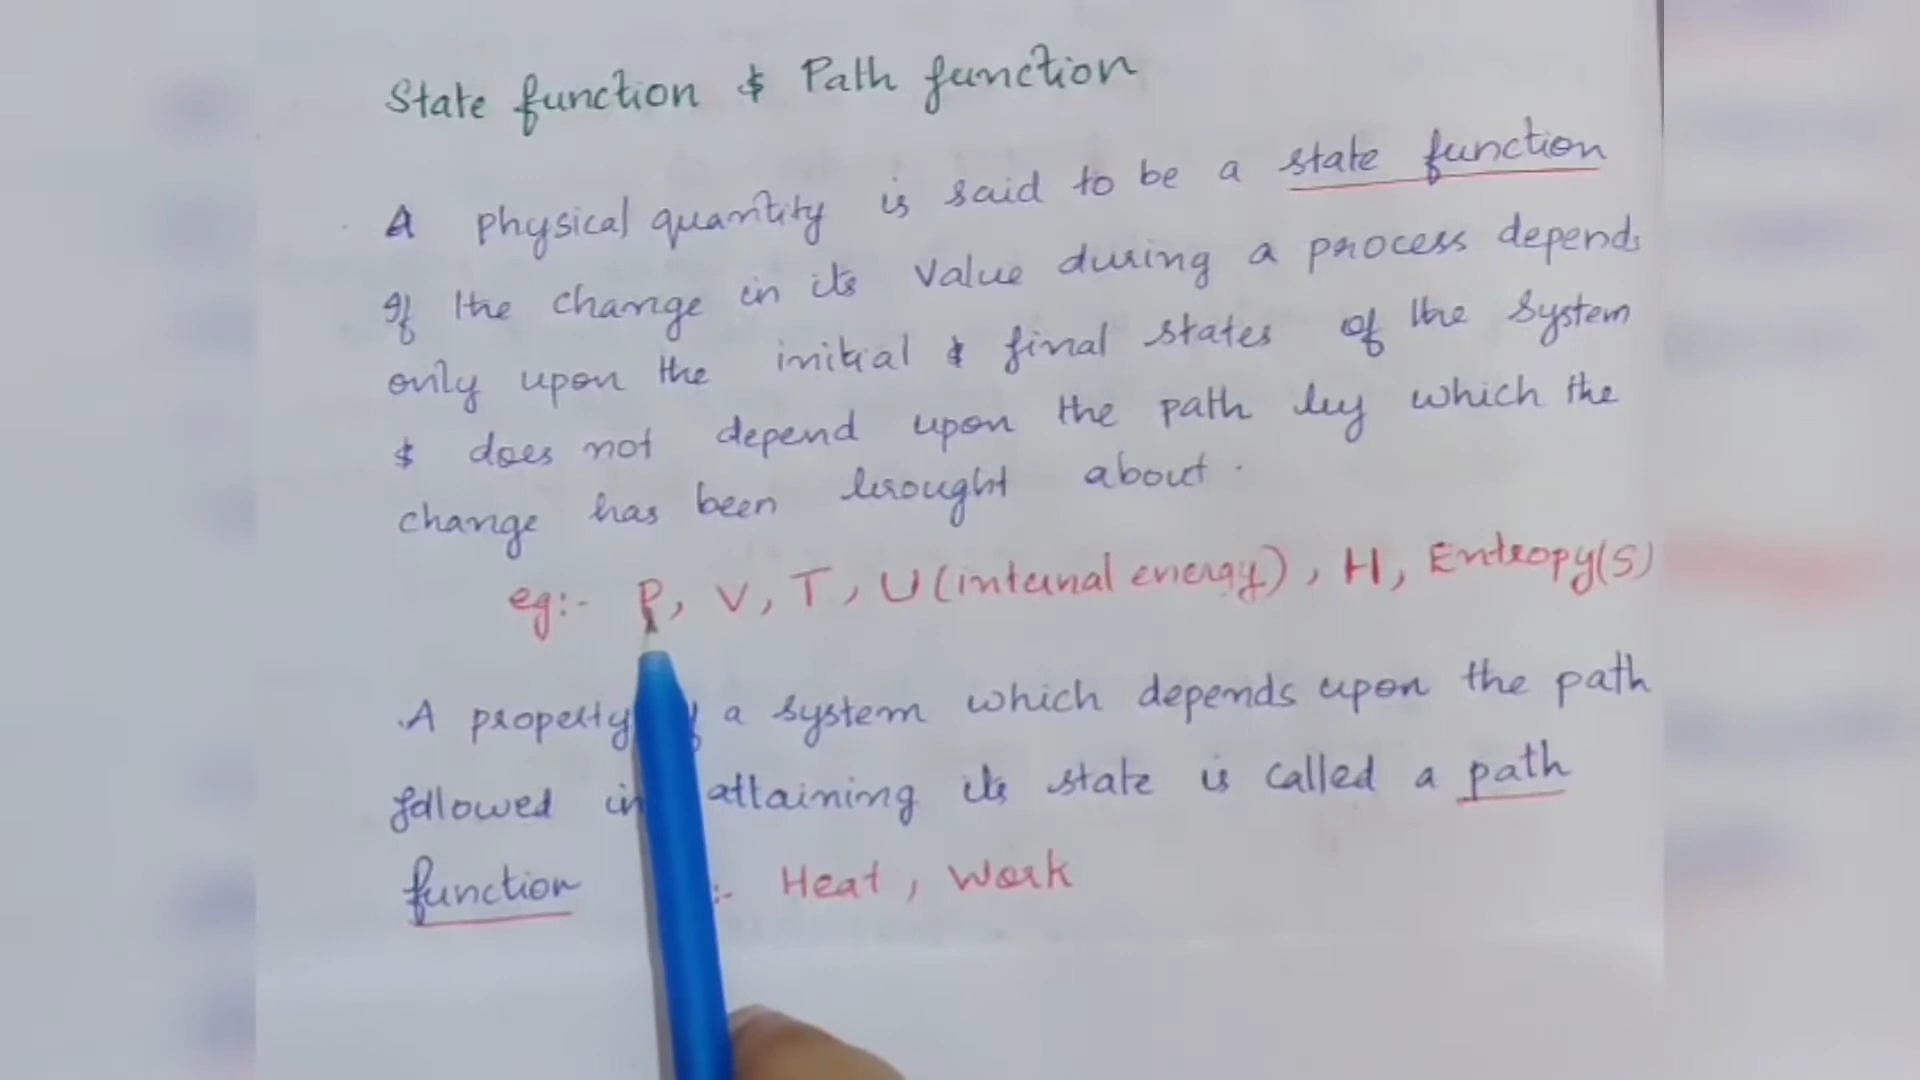 State function & Path function
A physical quantity is said to be a state function
If the change in its value during a process depends
only upon the initial & final states of the system
& does not depend upon the path by which the
change has been brought about.
eg:- P, V, T, U (internal energy), H, Entropy(S)
A property a system which depends upon the path
followed in attaining its state is called a path
function :- Heat, Work